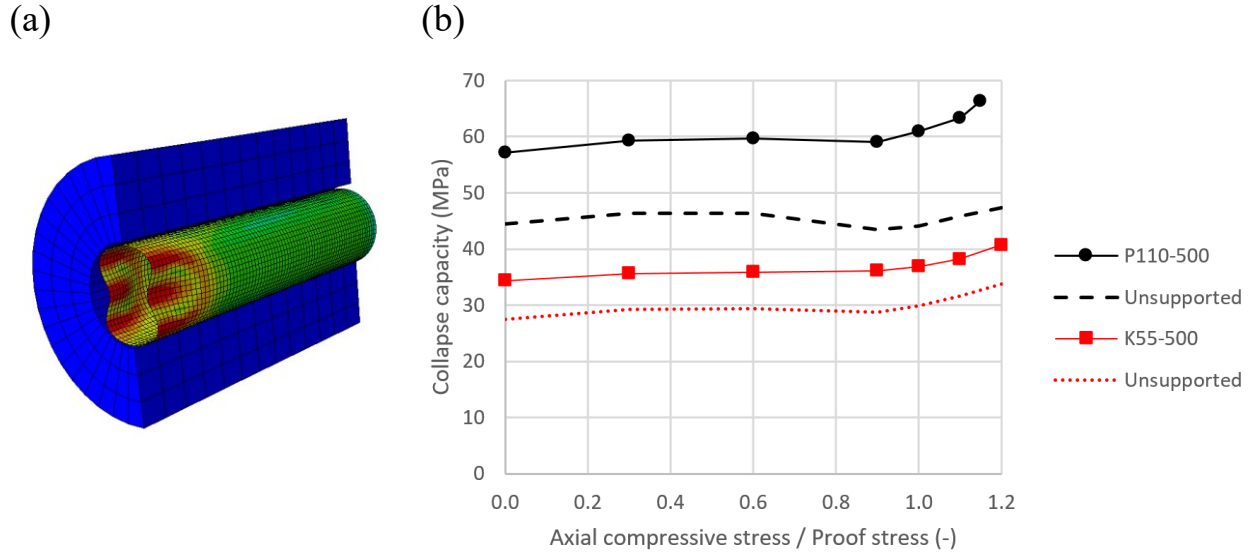 (a)
(b)
70
60
50
40
30
20
10
0
Collapse capacity (MPa)
0.0 0.2 0.4 0.6 0.8 1.0 1.2
Axial compressive stress / Proof stress (-)
P110-500
Unsupported
K55-500
Unsupported